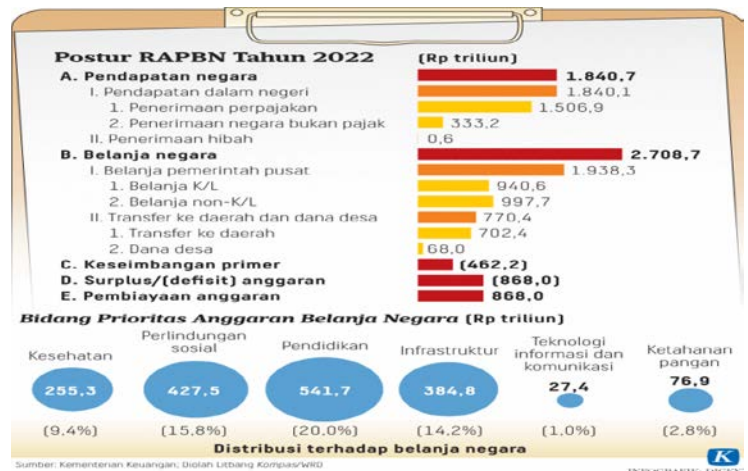 Postur RAPBN Tahun 2022 (Rp triliun)
A. Pendapatan negara 1.840,7
I. Pendapatan dalam negeri 1.840,1
1. Penerimaan perpajakan 1.506,9
2. Penerimaan negara bukan pajak 333,2
II. Penerimaan hibah 0,6
B. Belanja negara 2.708,7
I. Belanja pemerintah pusat 1.938,3
1. Belanja K/L 940,6
2. Belanja non-K/L 997,7
II. Transfer ke daerah dan dana desa 770,4
1. Transfer ke daerah 702,4
2. Dana desa 68,0
C. Keseimbangan primer (462,2)
D. Surplus/(defisit) anggaran (868,0)
E. Pembiayaan anggaran 868,0
Bidang Prioritas Anggaran Belanja Negara (Rp triliun)
Kesehatan
255,3
(9,4%)
Perlindungan
sosial
427,5
(15,8%)
Pendidikan
541,7
(20,0%)
Infrastruktur
384,8
(14,2%)
Teknologi
informasi dan
komunikasi
27,4
(1,0%)
Ketahanan
pangan
76,9
(2,8%)
Distribusi terhadap belanja negara
Sumber: Kementerian Keuangan; Diolah Litbang Kompas/WRD
K